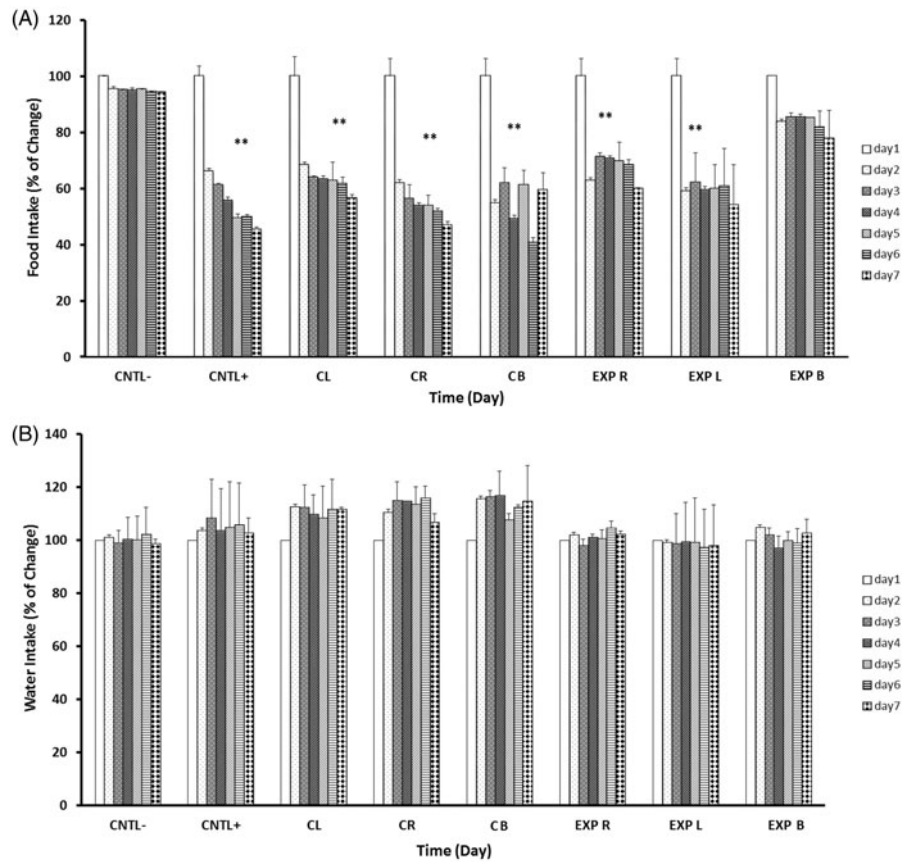 (A)
Food Intake (% of Change)
120
100
80
60
40
20
0
** ** ** ** ** **
CNTL- CNTL+ CL CR CB EXP R EXP L EXP B
Time (Day)
day1
day2
day3
day4
day5
day6
day7
(B)
Water Intake (% of Change)
140
120
100
80
60
40
20
0
CNTL- CNTL+ CL CR CB EXP R EXP L EXP B
Time (Day)
day1
day2
day3
day4
day5
day6
day7